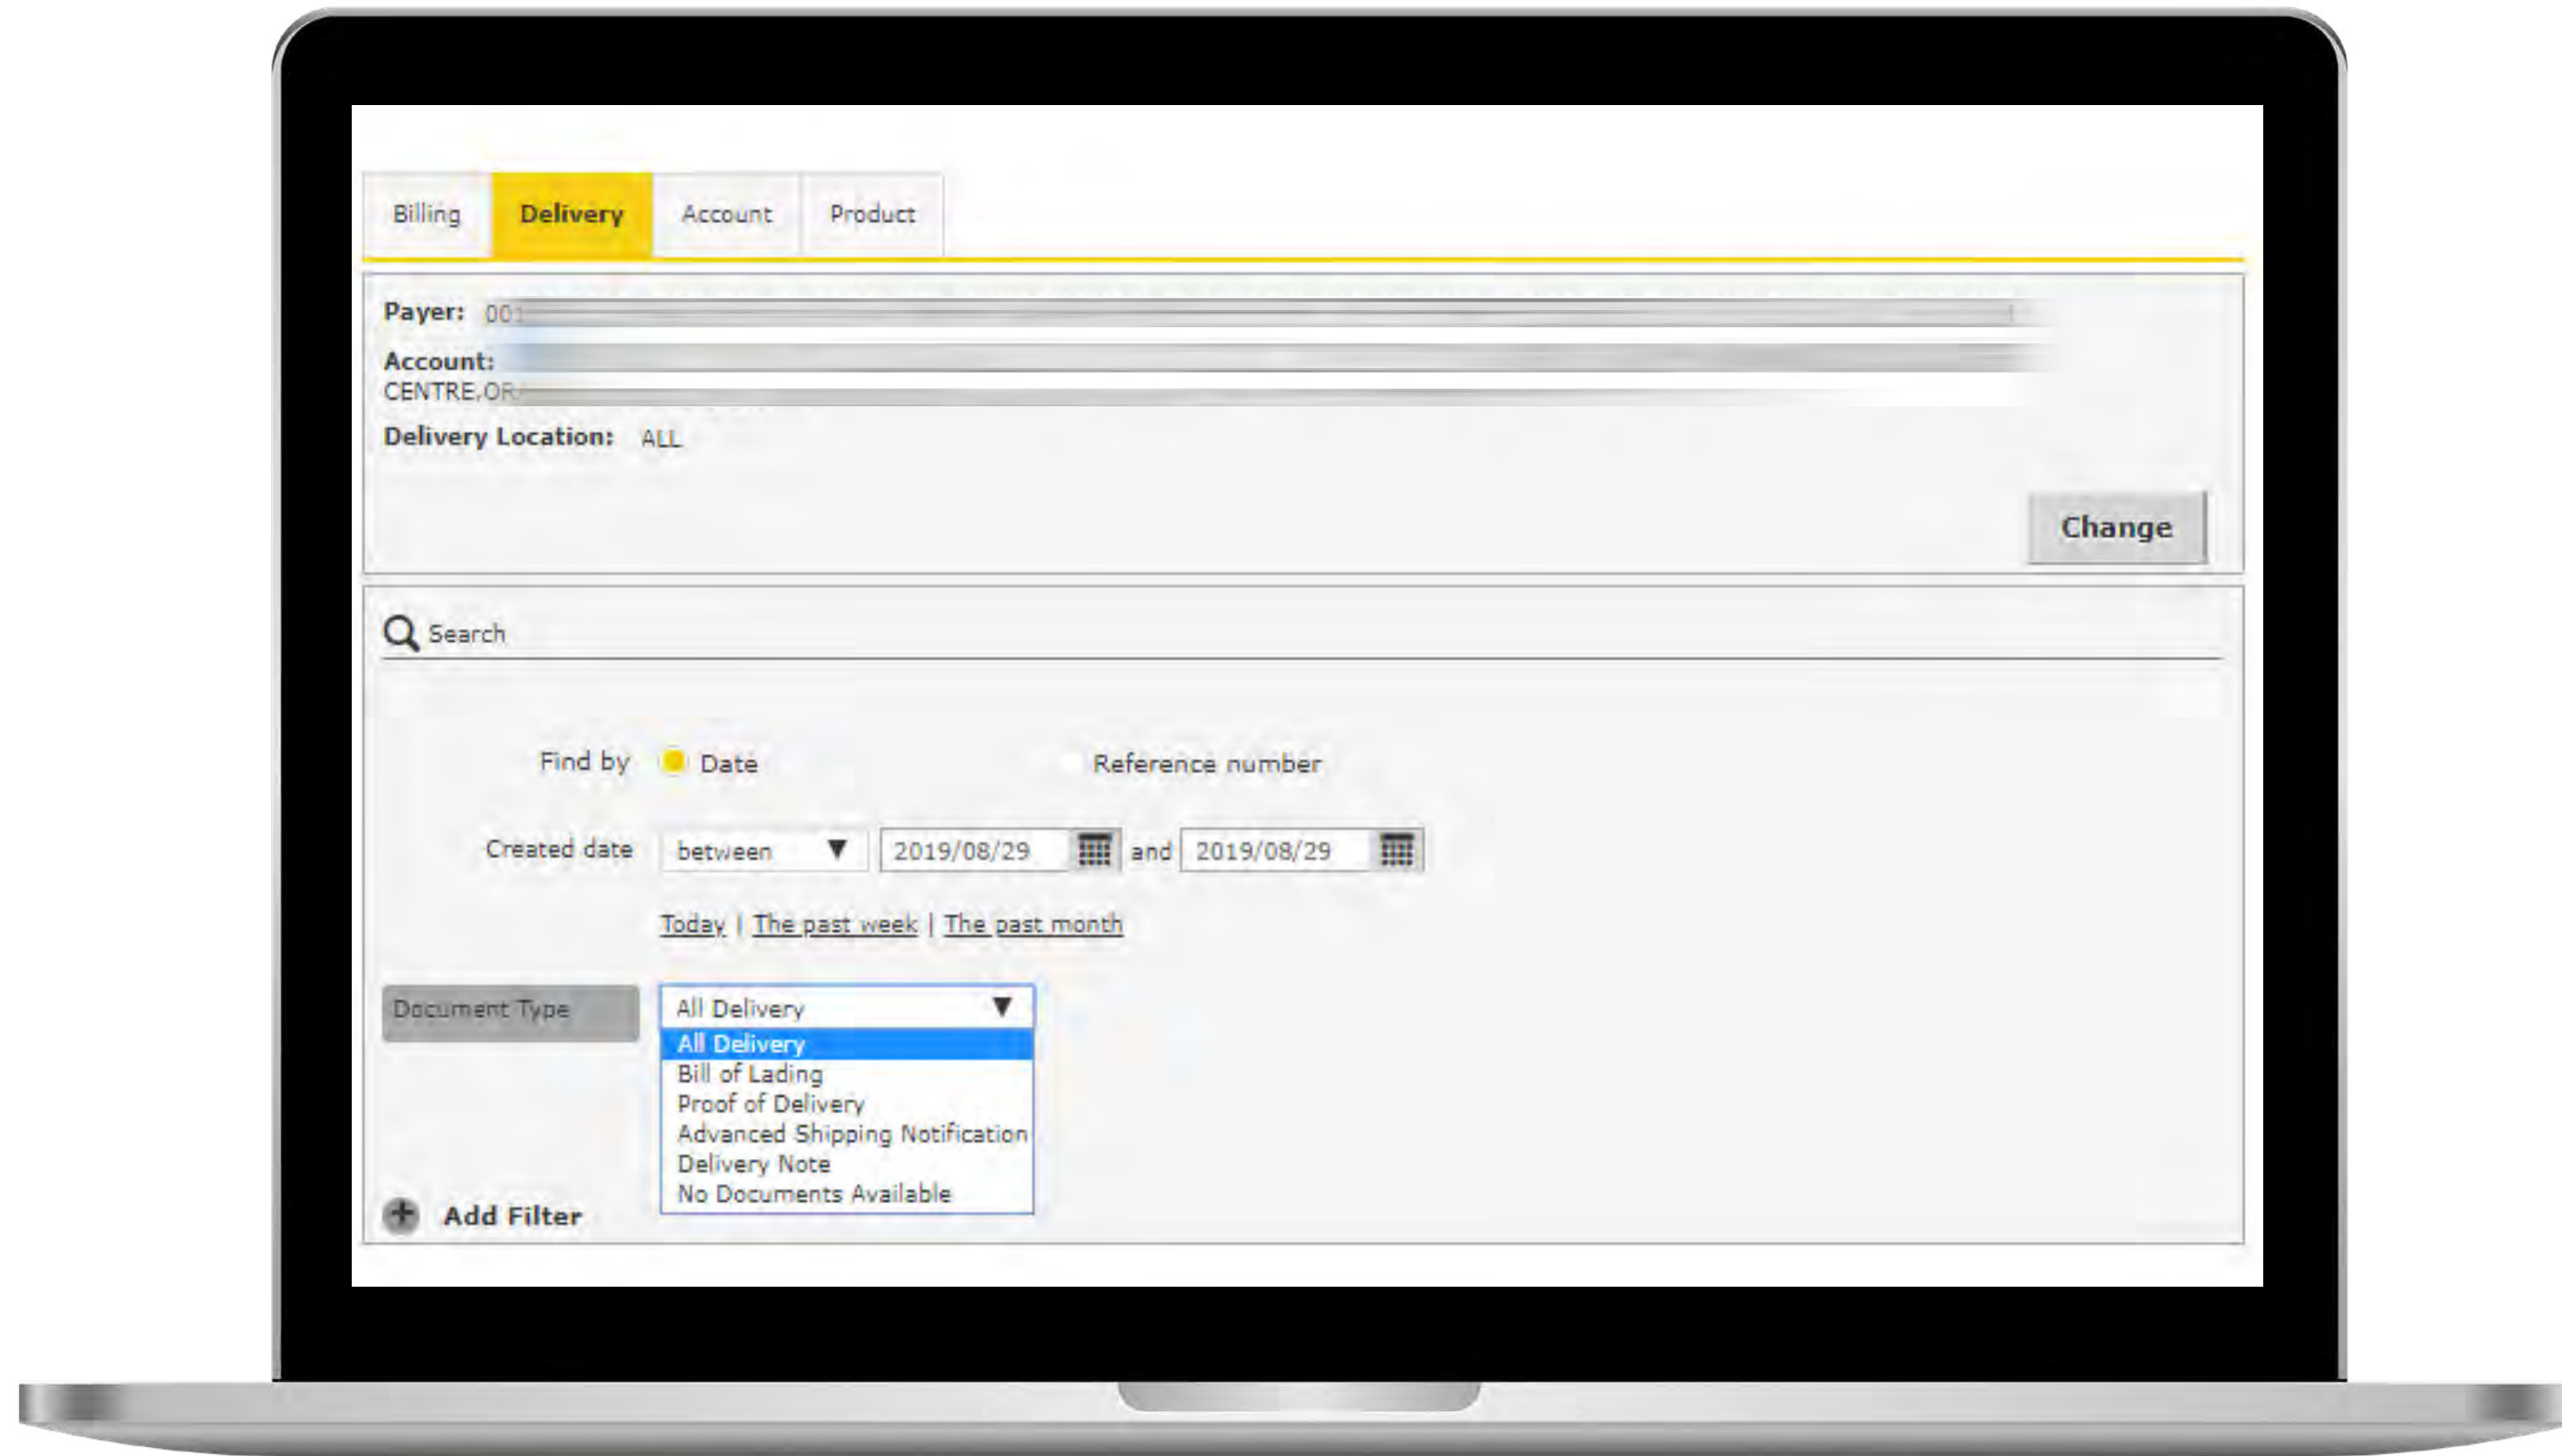 Billing Delivery Account Product
Payer: 001
Account:
CENTRE,OR
Delivery Location: ALL
Change
Search
Find by Date Reference number
Created date between 2019/08/29 and 2019/08/29
Today | The past week | The past month
Document Type All Delivery
All Delivery
Bill of Lading
Proof of Delivery
Advanced Shipping Notification
Delivery Note
No Documents Available
Add Filter